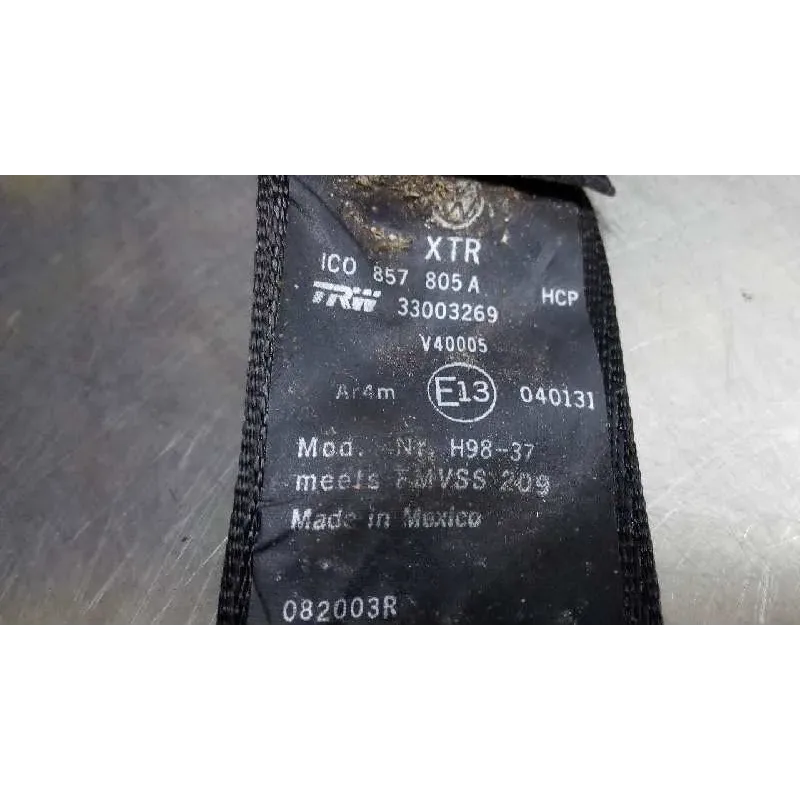 XTR
1C0 857 805 A
HCP
TRW 33003269
V40005
Ar4m E13 040131
Mod. Nr. H98-37
meets FMVSS 209
Made in Mexico
082003R